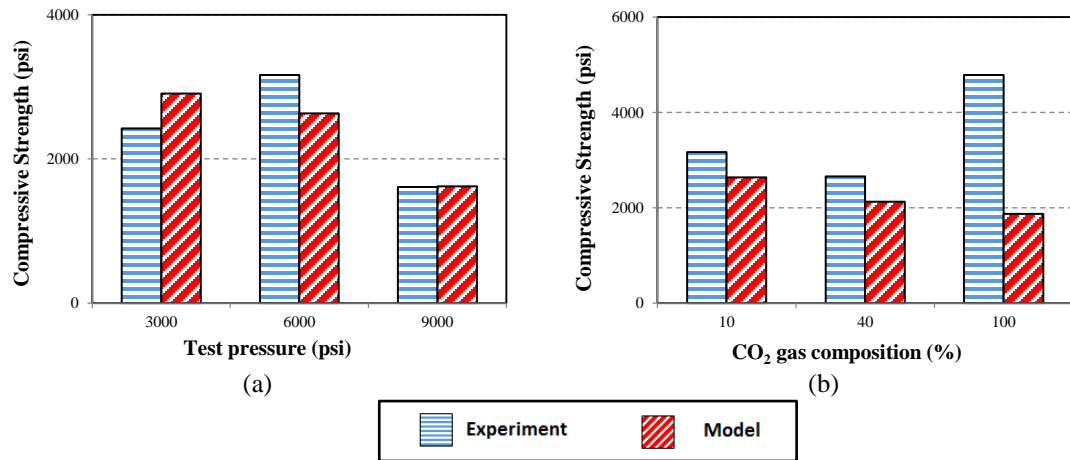 4000
2000
0
Compressive Strength (psi)
3000
6000
9000
Test pressure (psi)
(a)
6000
4000
2000
0
Compressive Strength (psi)
10
40
100
CO₂ gas composition (%)
(b)
Experiment
Model